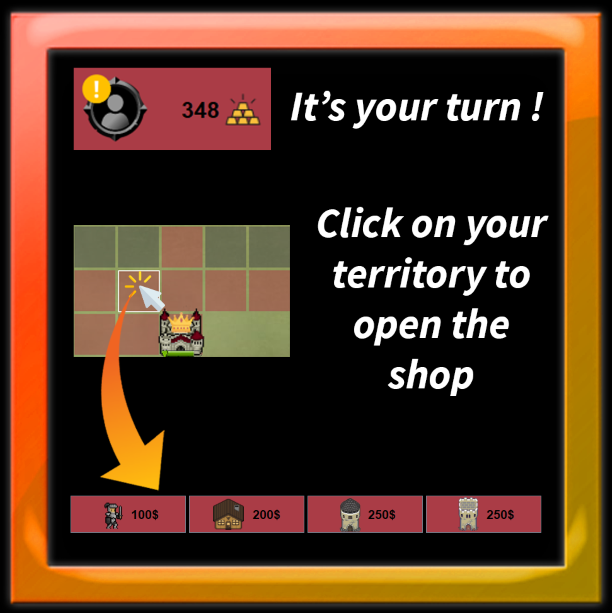 !
348
It's your turn !
Click on your
territory to
open the
shop
100$ 200$ 250$ 250$